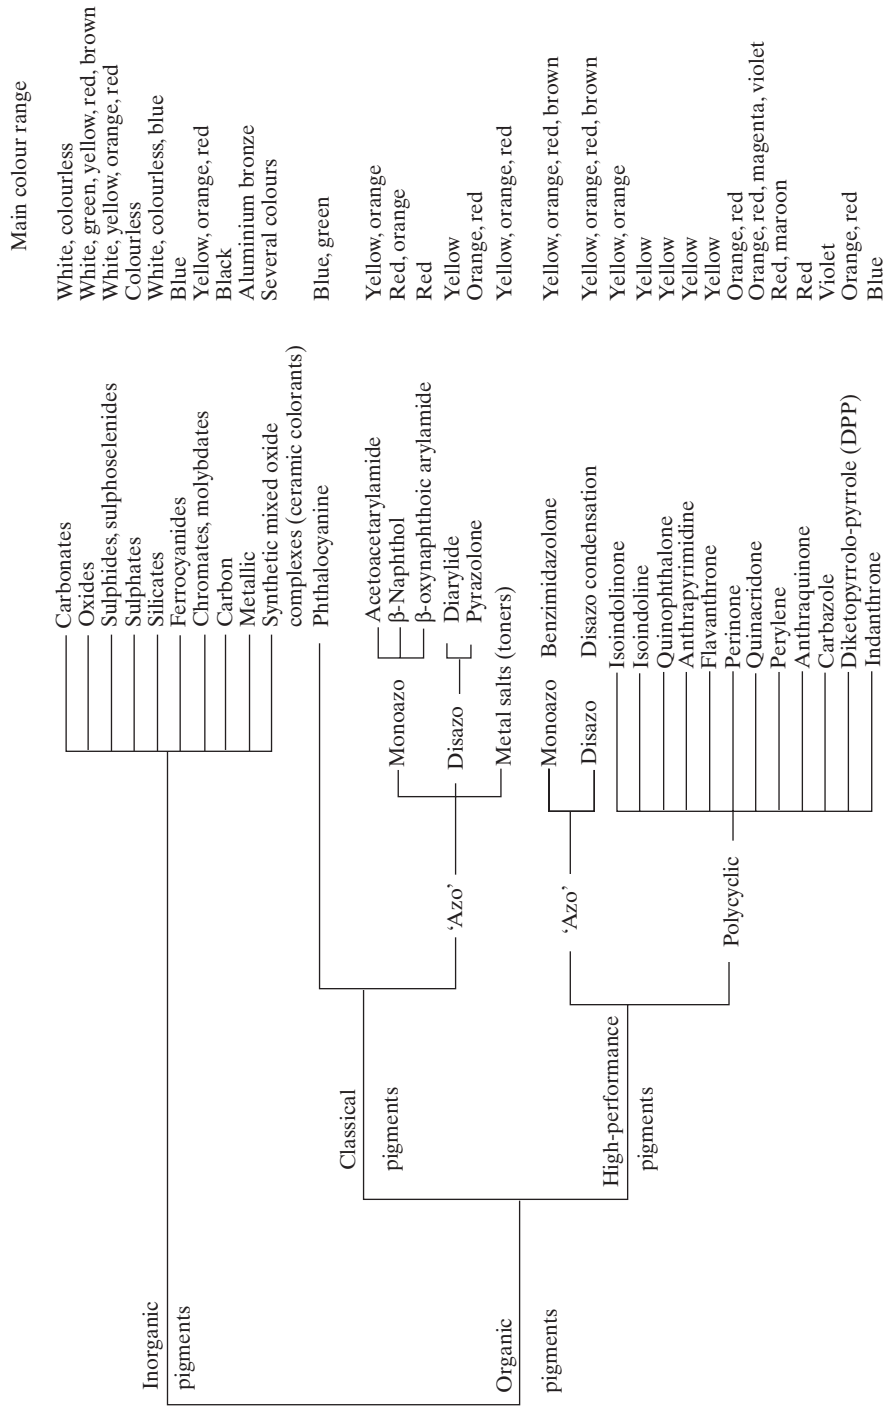 Main colour range
Inorganic
pigments
Carbonates White, colourless
Oxides White, green, yellow, red, brown
Sulphides, sulphoselenides White, yellow, orange, red
Sulphates Colourless
Silicates White, colourless, blue
Ferrocyanides Blue
Chromates, molybdates Yellow, orange, red
Carbon Black
Metallic Aluminium bronze
Synthetic mixed oxide Several colours
complexes (ceramic colorants)
Organic
pigments
Classical
pigments
Phthalocyanine Blue, green
‘Azo’
Monoazo
Acetoacetarylamide Yellow, orange
β-Naphthol Red, orange
β-oxynaphthoic arylamide Red
Disazo
Diarylide Yellow
Pyrazolone Orange, red
Metal salts (toners) Yellow, orange, red
High-performance
pigments
‘Azo’
Monoazo Benzimidazolone Yellow, orange, red, brown
Disazo Disazo condensation Yellow, orange, red, brown
Polycyclic
Isoindolinone Yellow, orange
Isoindoline Yellow
Quinophthalone Yellow
Anthrapyrimidine Yellow
Flavanthrone Yellow
Perinone Orange, red
Quinacridone Orange, red, magenta, violet
Perylene Red, maroon
Anthraquinone Red
Carbazole Violet
Diketopyrrolo-pyrrole (DPP) Orange, red
Indanthrone Blue